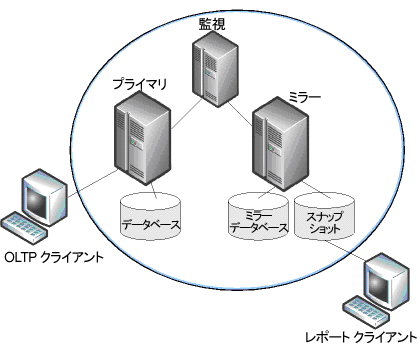 監視
プライマリ
ミラー
データベース
ミラー
データベース
スナップ
ショット
OLTP クライアント
レポート クライアント